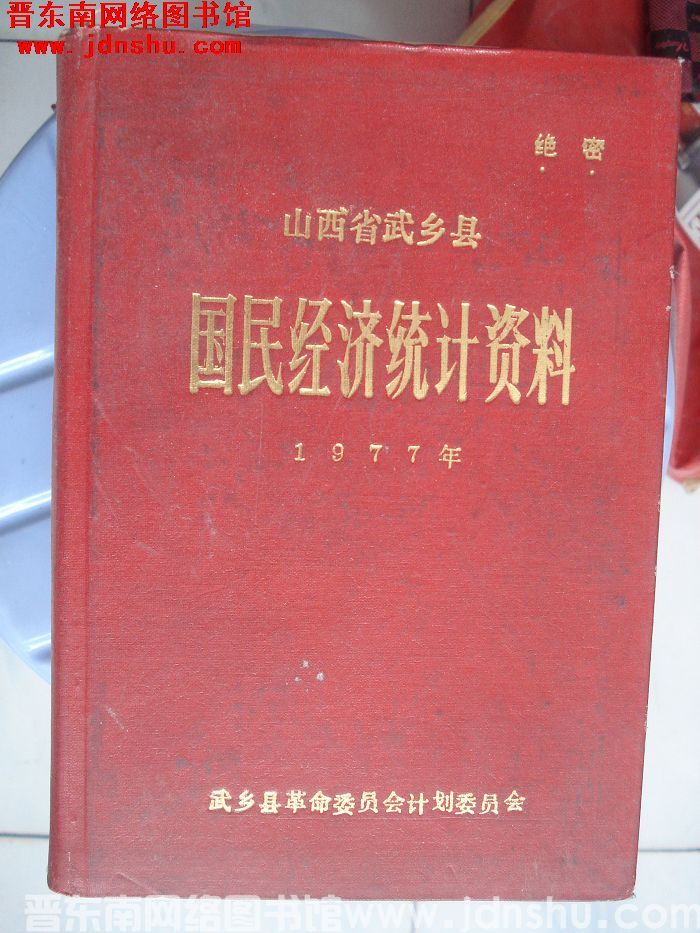 晋东南网络图书馆
www.jdnshu.com
绝密
山西省武乡县
国民经济统计资料
1977年
武乡县革命委员会计划委员会
晋东南网络图书馆www.jdnshu.com